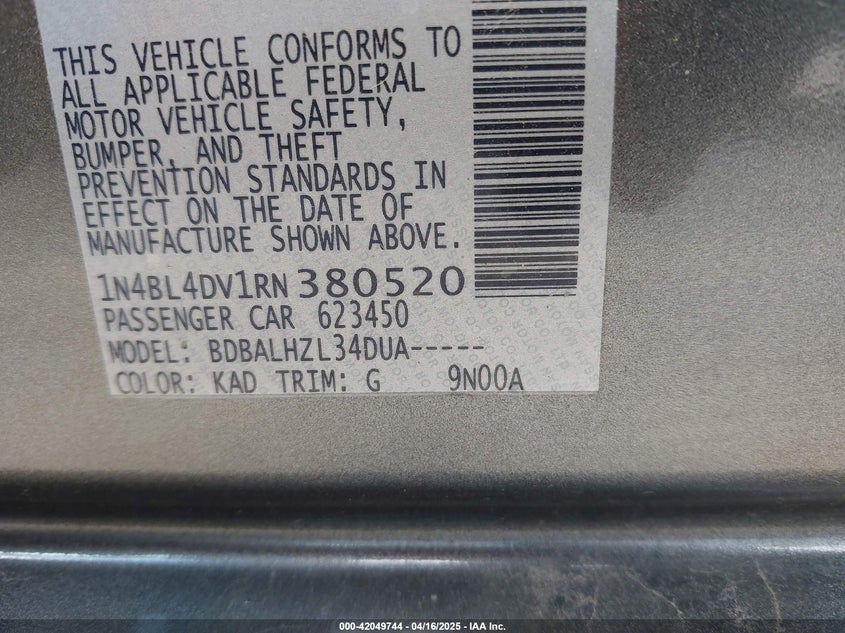 THIS VEHICLE CONFORMS TO
ALL APPLICABLE FEDERAL
MOTOR VEHICLE SAFETY,
BUMPER, AND THEFT
PREVENTION STANDARDS IN
EFFECT ON THE DATE OF
MANUFACTURE SHOWN ABOVE.
1N4BL4DV1RN380520
PASSENGER CAR 623450
MODEL: BDBALHZL34DUA-----
COLOR: KAD TRIM: G 9N00A
000-42049744 - 04/16/2025 - IAA Inc.